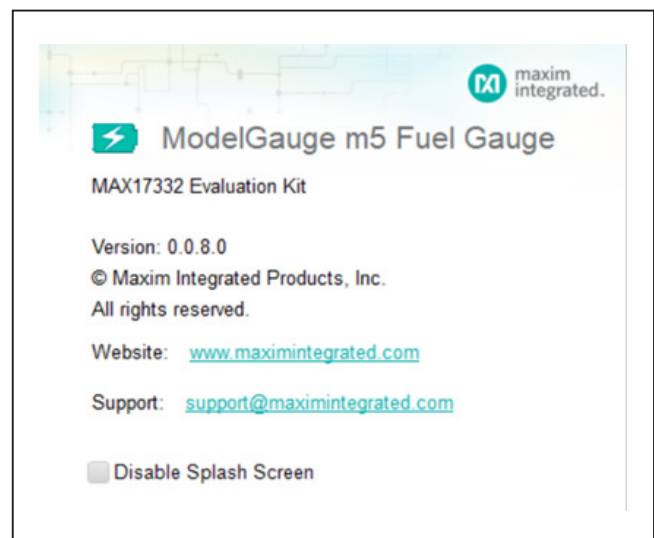 maxim
integrated™
ModelGauge m5 Fuel Gauge
MAX17332 Evaluation Kit
Version: 0.0.8.0
© Maxim Integrated Products, Inc.
All rights reserved.
Website: www.maximintegrated.com
Support: support@maximintegrated.com
Disable Splash Screen